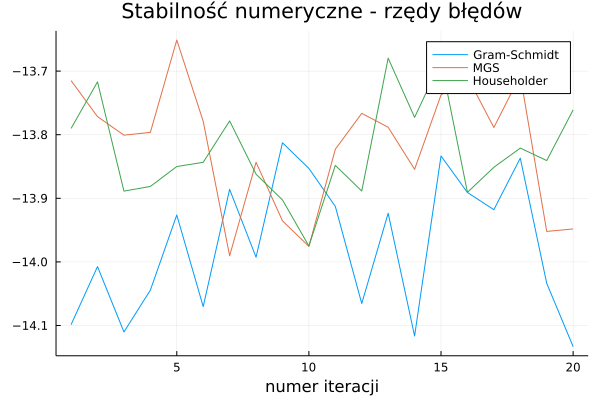 Stabilność numeryczne - rzędy błędów
Gram-Schmidt
MGS
Householder
−13.7
−13.8
−13.9
−14.0
−14.1
5
10
15
20
numer iteracji